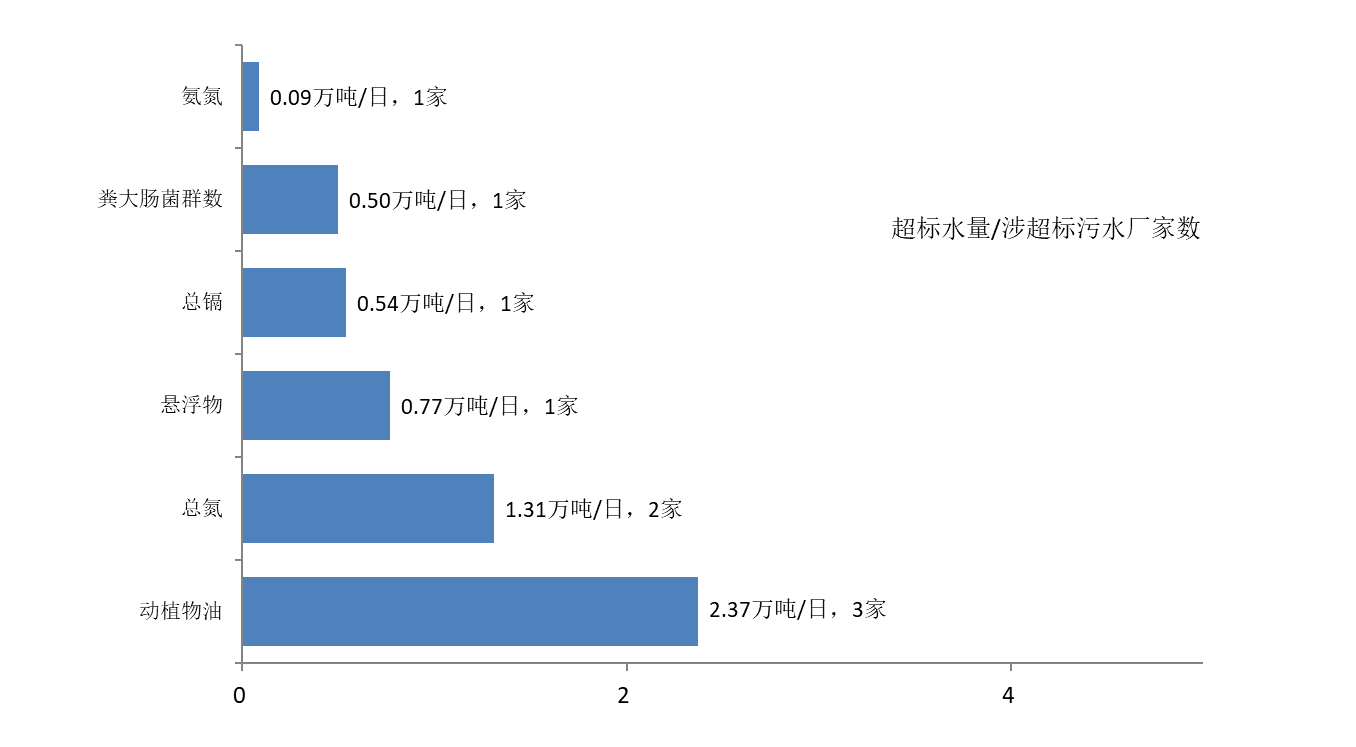 氨氮
0.09万吨/日，1家
粪大肠菌群数
0.50万吨/日，1家
超标水量/涉超标污水厂家数
总镉
0.54万吨/日，1家
悬浮物
0.77万吨/日，1家
总氮
1.31万吨/日，2家
动植物油
2.37万吨/日，3家
0 2 4